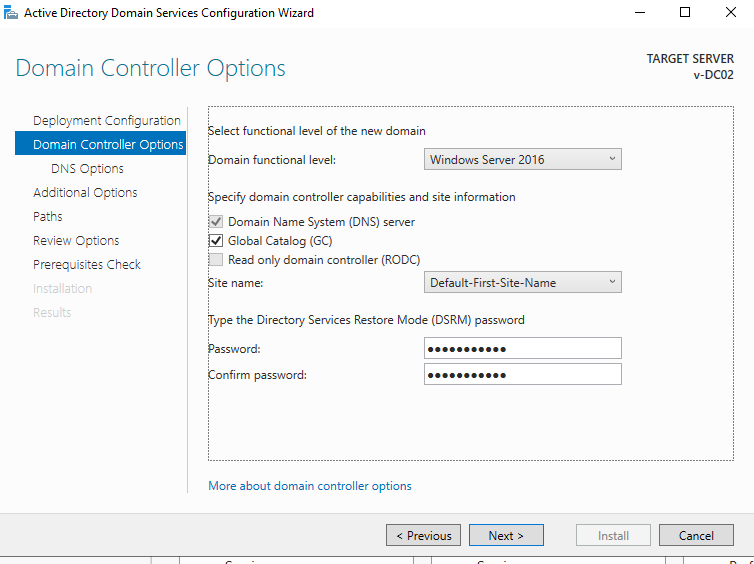 Active Directory Domain Services Configuration Wizard
Domain Controller Options
TARGET SERVER
v-DC02
Deployment Configuration
Domain Controller Options
DNS Options
Additional Options
Paths
Review Options
Prerequisites Check
Installation
Results
Select functional level of the new domain
Domain functional level: Windows Server 2016
Specify domain controller capabilities and site information
Domain Name System (DNS) server
Global Catalog (GC)
Read only domain controller (RODC)
Site name: Default-First-Site-Name
Type the Directory Services Restore Mode (DSRM) password
Password: ●●●●●●●●●●●
Confirm password: ●●●●●●●●●●●
More about domain controller options
< Previous Next > Install Cancel